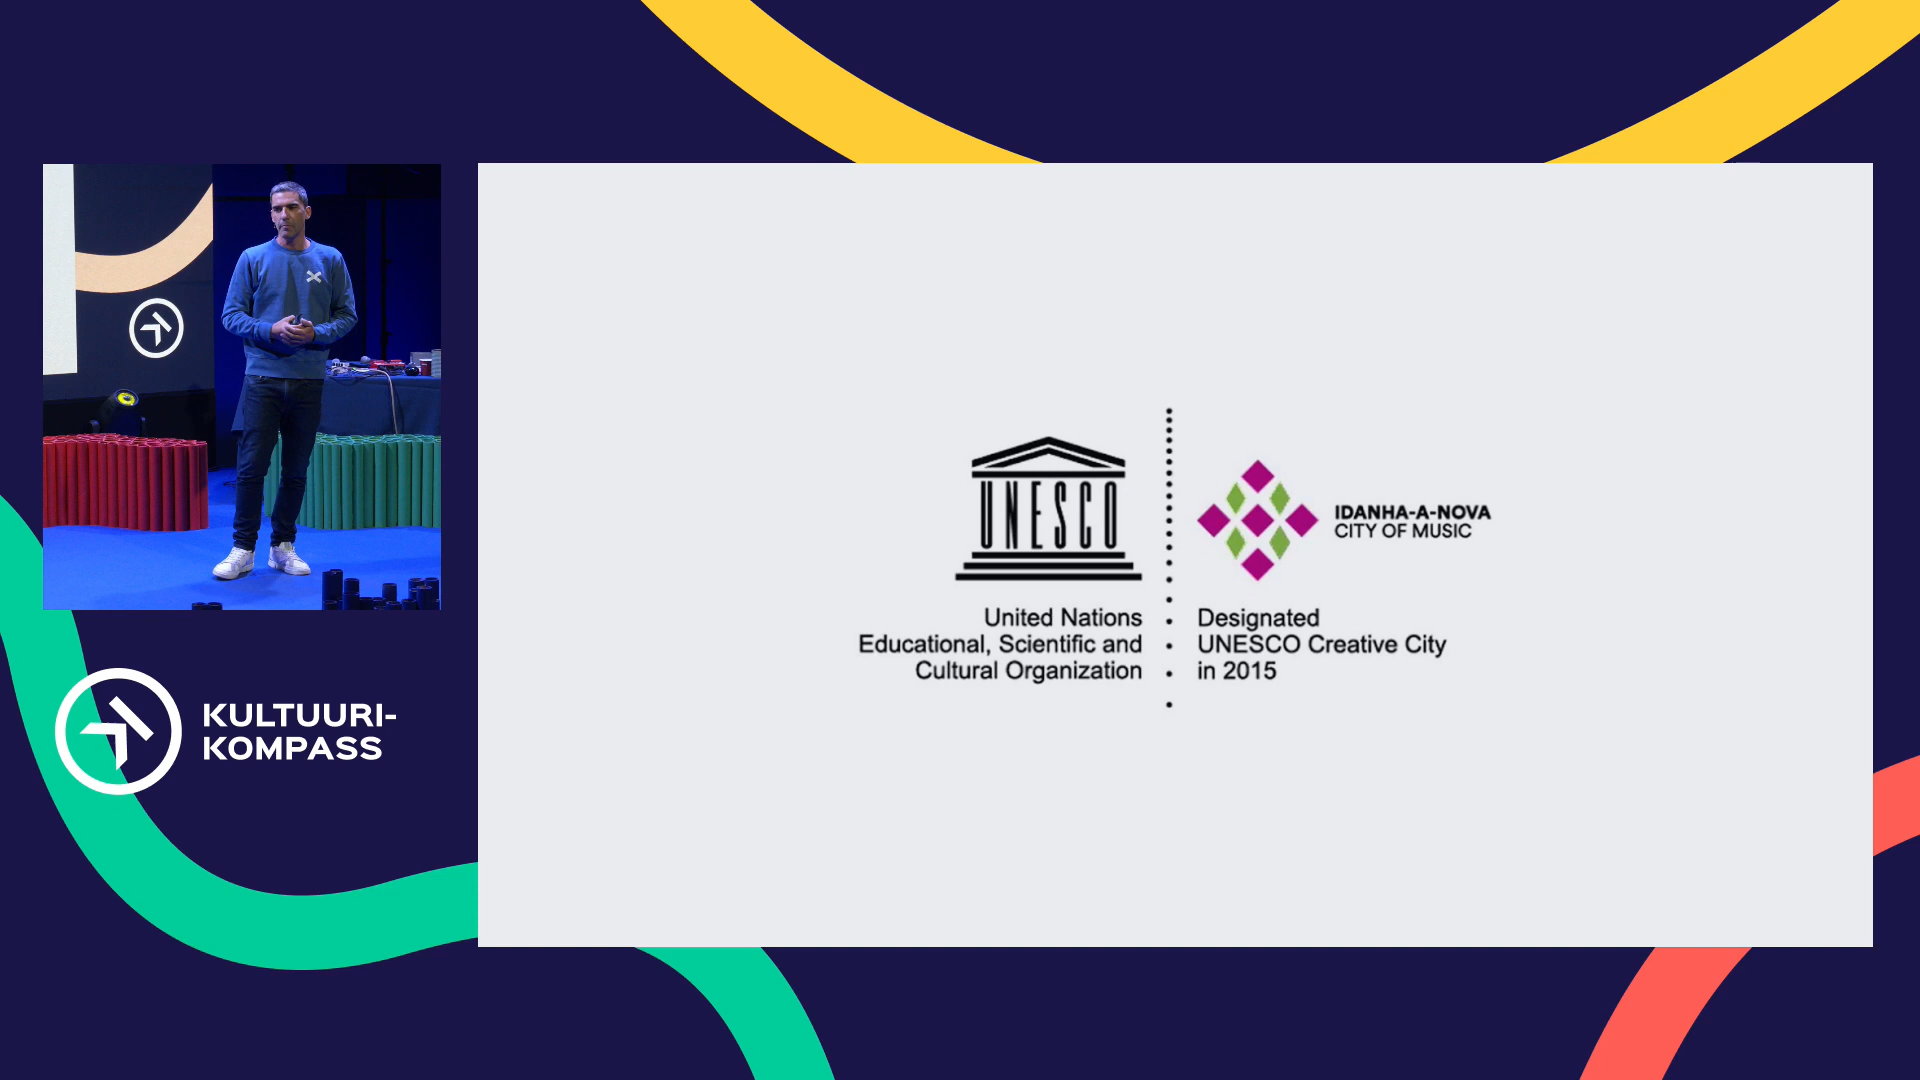 KULTUURI-
KOMPASS
UNESCO
United Nations
Educational, Scientific and
Cultural Organization
IDANHA-A-NOVA
CITY OF MUSIC
Designated
UNESCO Creative City
in 2015